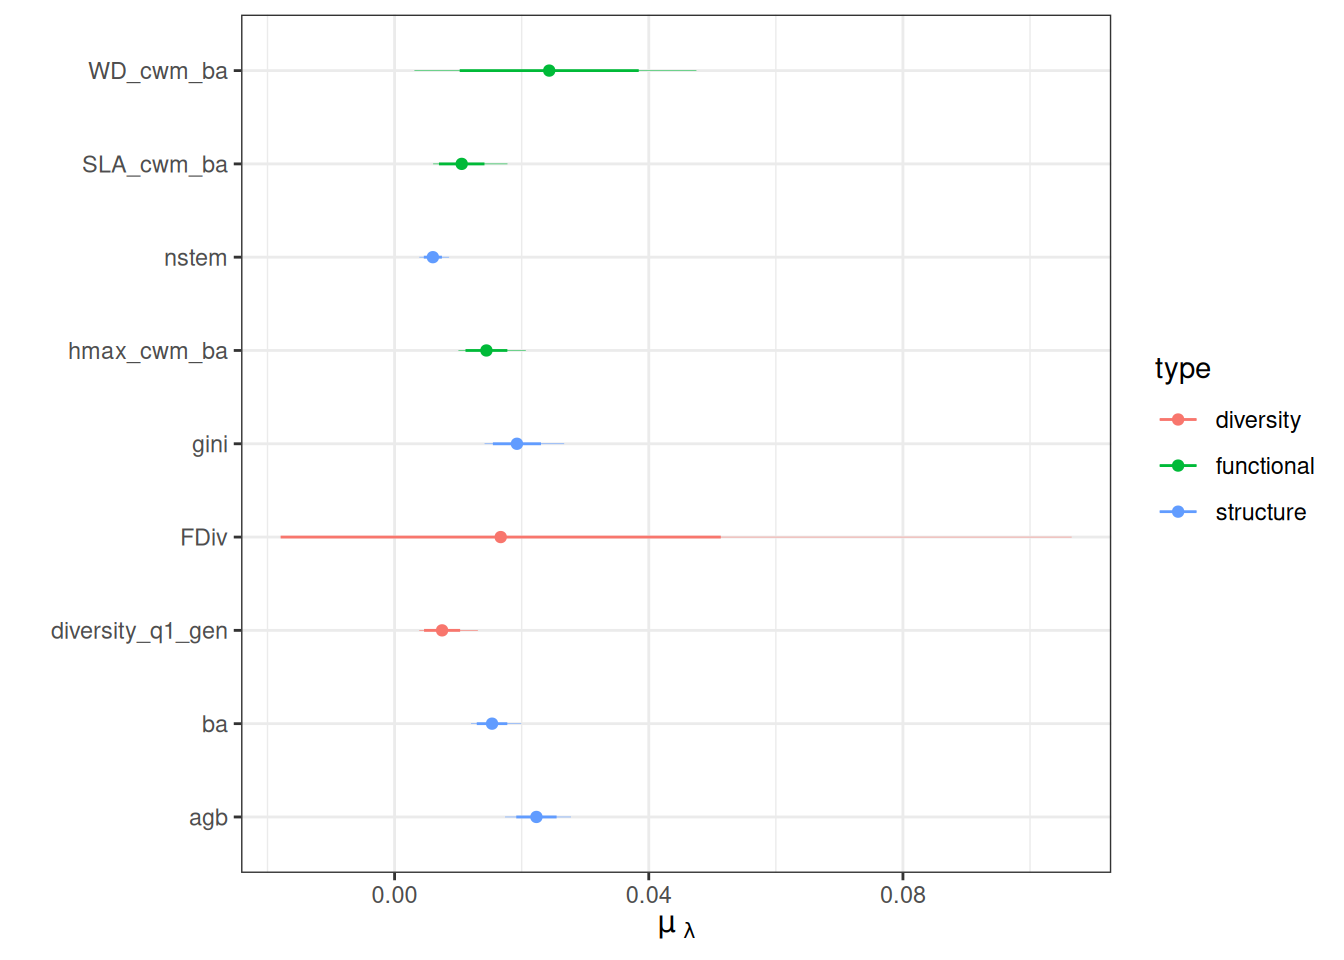 WD_cwm_ba
SLA_cwm_ba
nstem
hmax_cwm_ba
gini
FDiv
diversity_q1_gen
ba
agb
0.00 0.04 0.08
μ λ
type
diversity
functional
structure